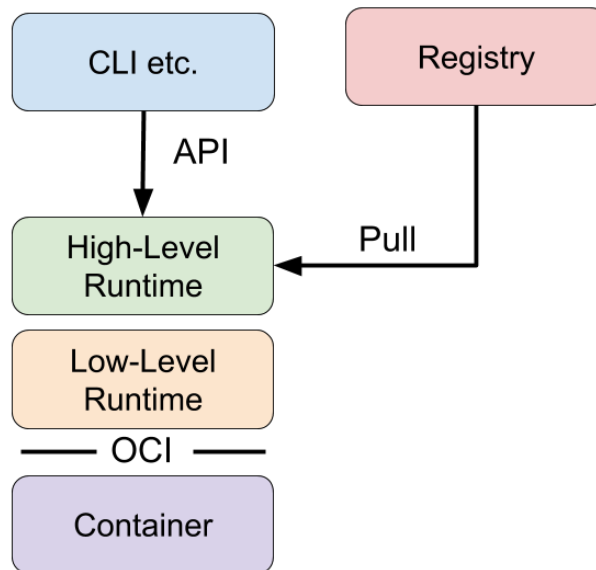 CLI etc.
Registry
API
High-Level
Runtime
Pull
Low-Level
Runtime
OCI
Container